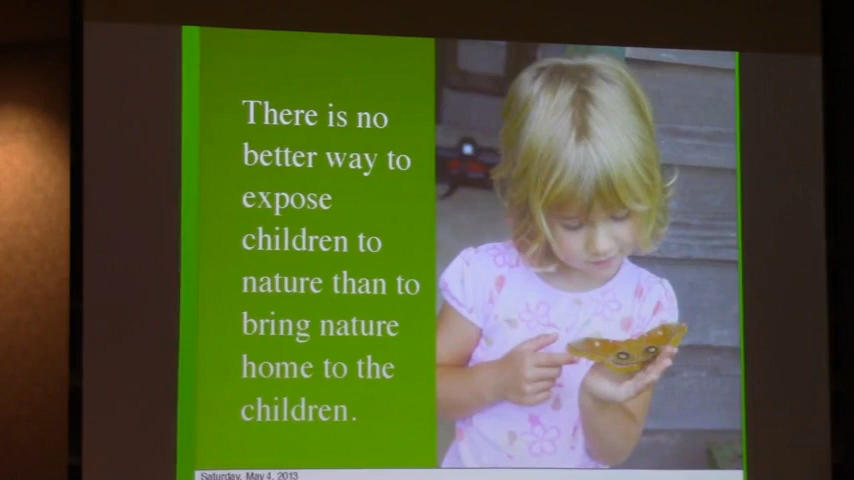 There is no
better way to
expose
children to
nature than to
bring nature
home to the
children.
Saturday, May 4, 2013